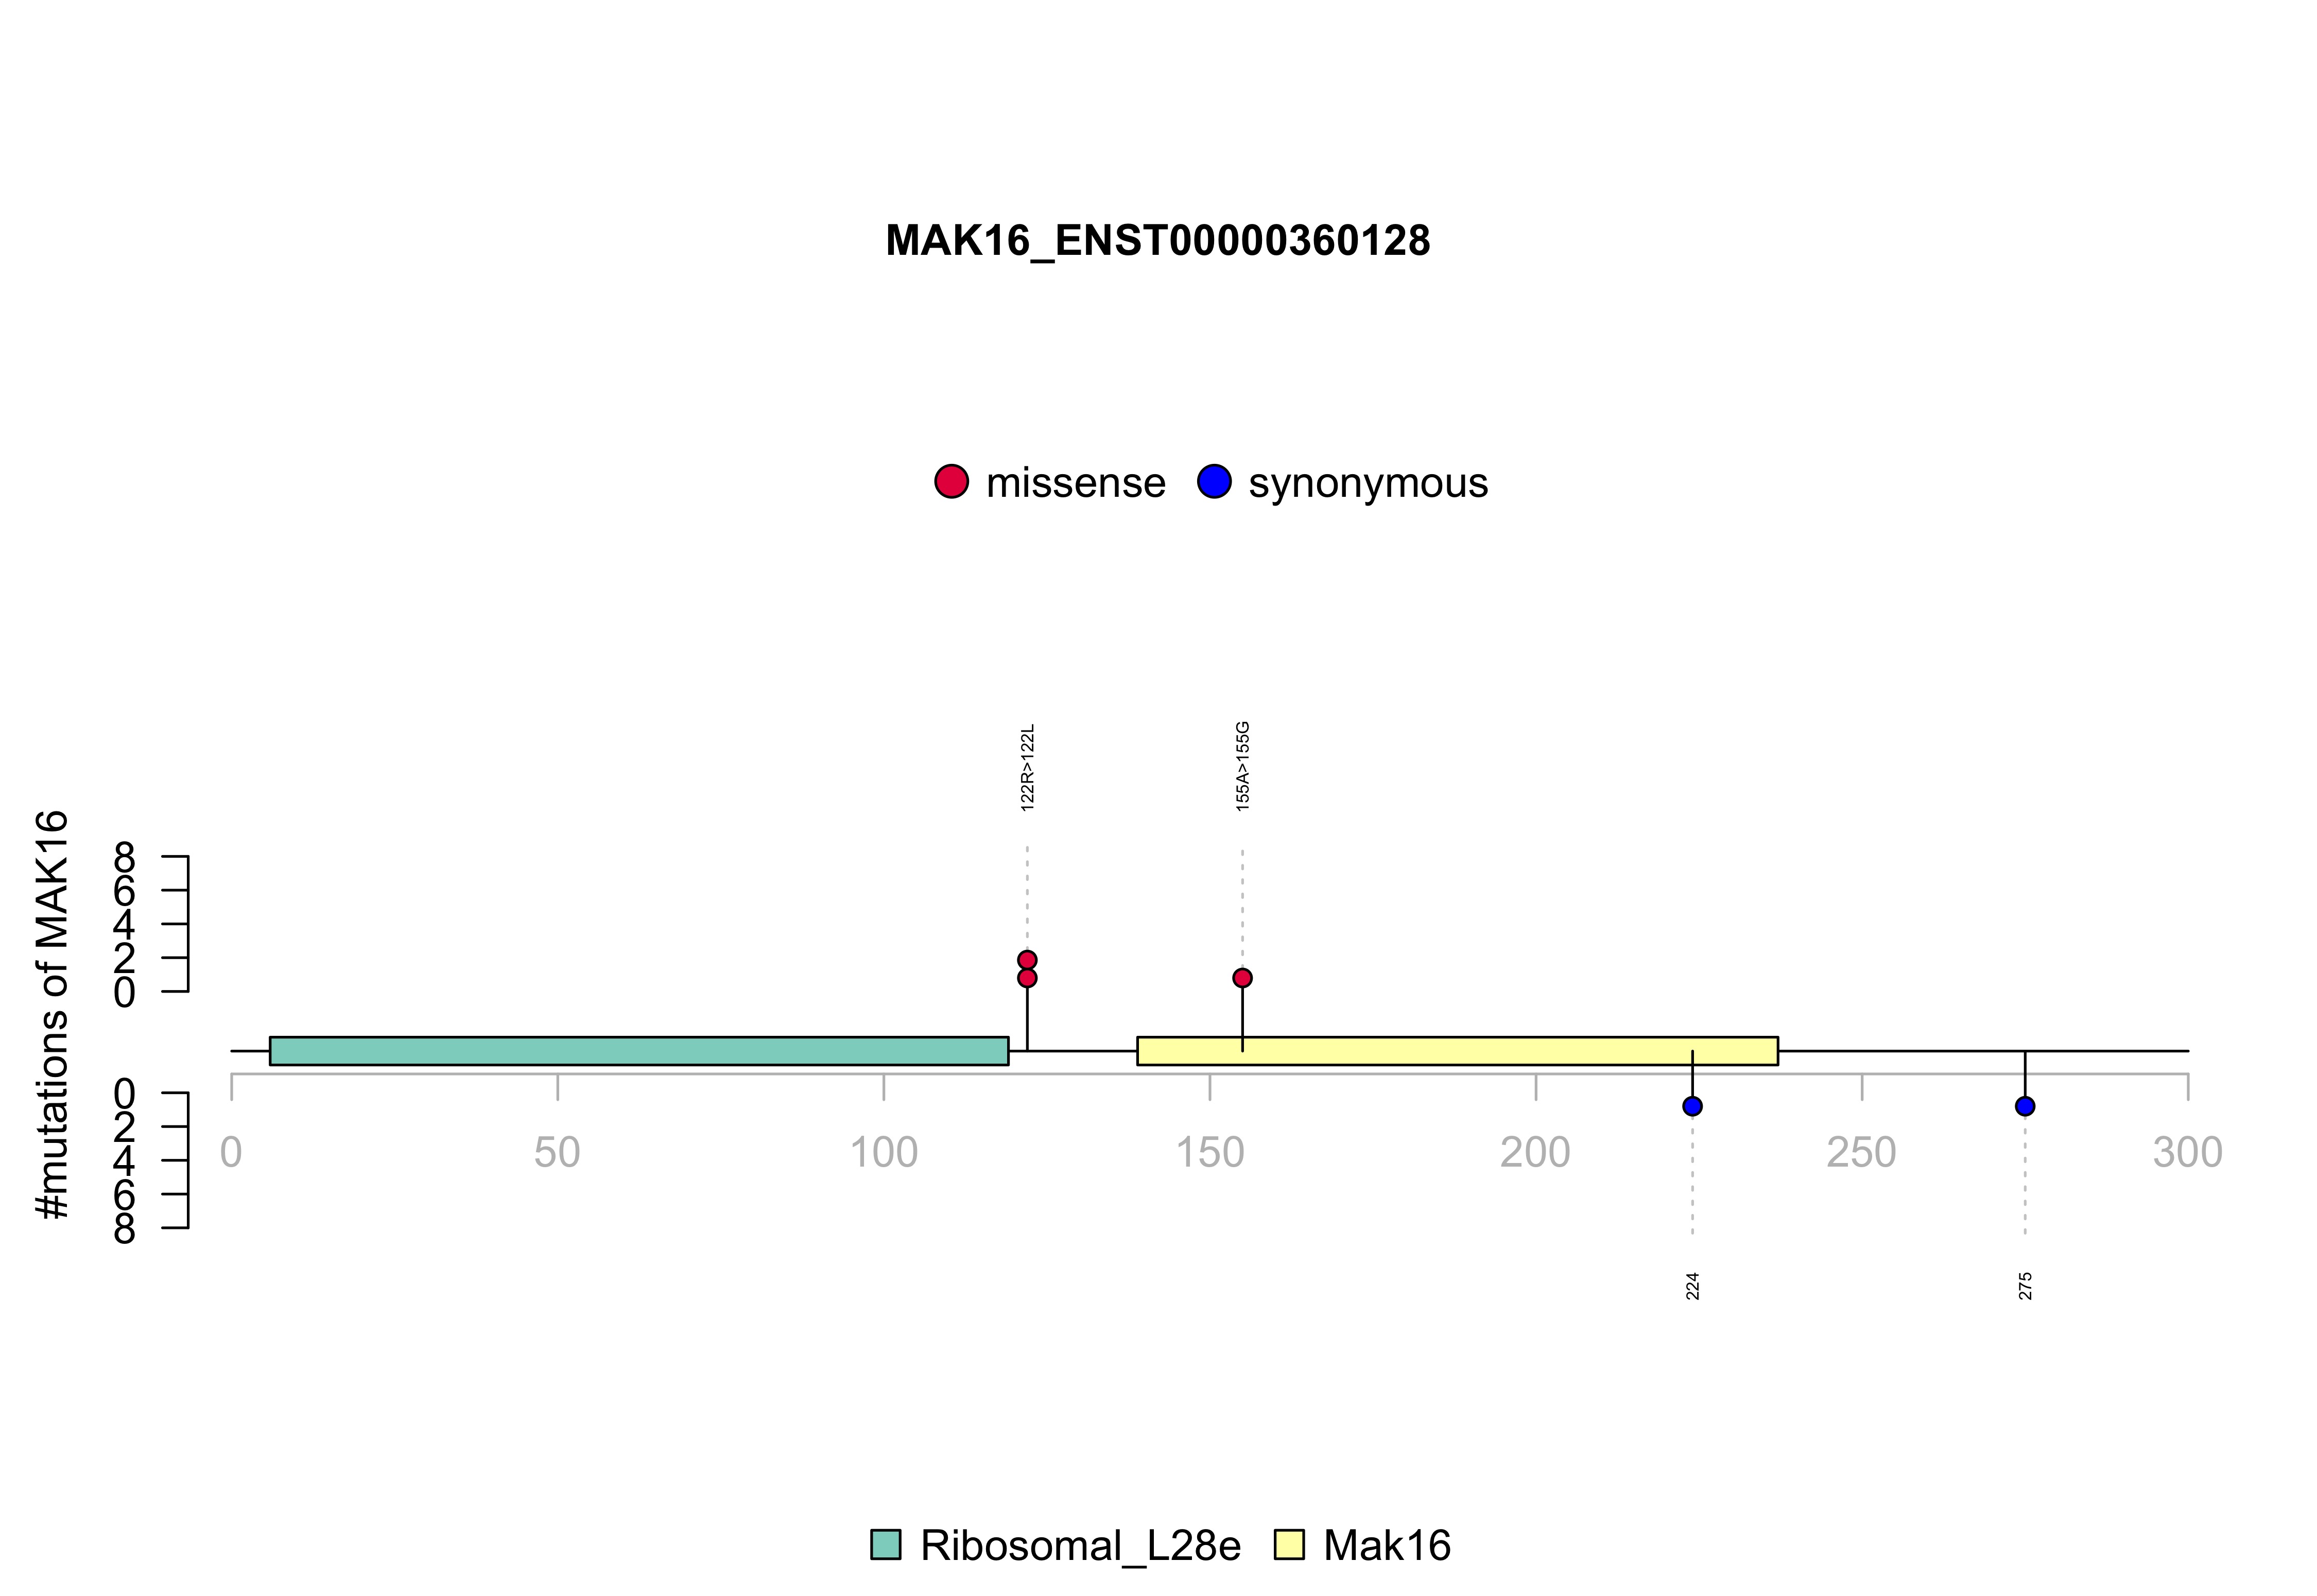 MAK16_ENST00000360128
missense synonymous
122R>122L 155A>155G
#mutations of MAK16
8
6
4
2
0
0
2
4
6
8
0 50 100 150 200 250 300
224 275
Ribosomal_L28e Mak16